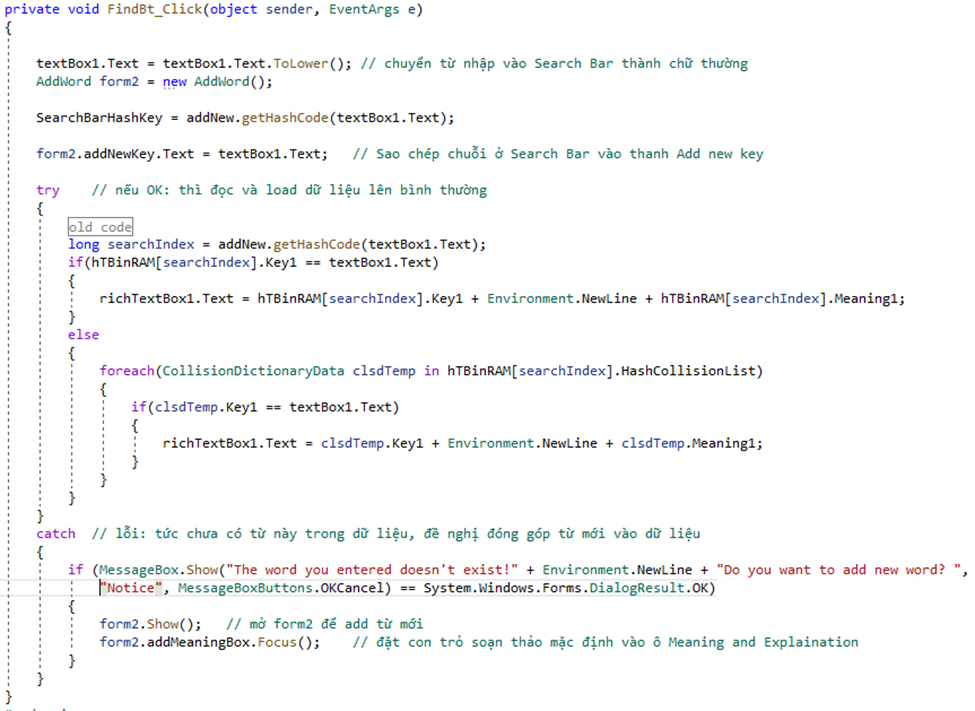 private void FindBt_Click(object sender, EventArgs e)
{
textBox1.Text = textBox1.Text.ToLower(); // chuyển từ nhập vào Search Bar thành chữ thường
AddWord form2 = new AddWord();
SearchBarHashKey = addNew.getHashCode(textBox1.Text);
form2.addNewKey.Text = textBox1.Text; // Sao chép chuỗi ở Search Bar vào thanh Add new key
try // nếu OK: thì đọc và load dữ liệu lên bình thường
{
old code
long searchIndex = addNew.getHashCode(textBox1.Text);
if(hTBinRAM[searchIndex].Key1 == textBox1.Text)
{
richTextBox1.Text = hTBinRAM[searchIndex].Key1 + Environment.NewLine + hTBinRAM[searchIndex].Meaning1;
}
else
{
foreach(CollisionDictionaryData clsdTemp in hTBinRAM[searchIndex].HashCollisionList)
{
if(clsdTemp.Key1 == textBox1.Text)
{
richTextBox1.Text = clsdTemp.Key1 + Environment.NewLine + clsdTemp.Meaning1;
}
}
}
}
catch // lỗi: tức chưa có từ này trong dữ liệu, đề nghị đóng góp từ mới vào dữ liệu
{
if (MessageBox.Show("The word you entered doesn't exist!" + Environment.NewLine + "Do you want to add new word? ",
"Notice", MessageBoxButtons.OKCancel) == System.Windows.Forms.DialogResult.OK)
{
form2.Show(); // mở form2 để add từ mới
form2.addMeaningBox.Focus(); // đặt con trỏ soạn thảo mặc định vào ô Meaning and Explaination
}
}
}